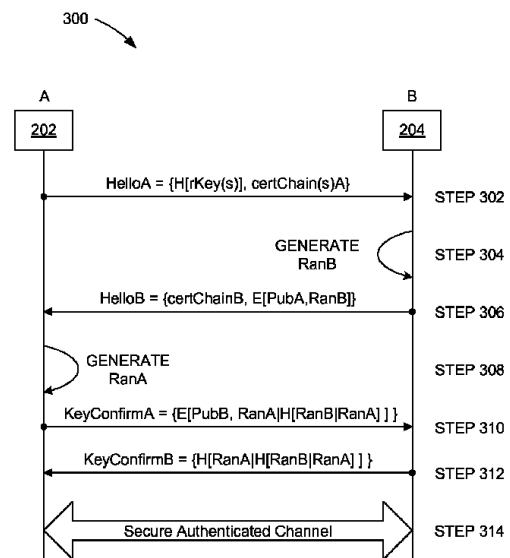 300
A
B
202
204
HelloA = {H[rKey(s)], certChain(s)A}
STEP 302
GENERATE
RanB
STEP 304
HelloB = {certChainB, E[PubA,RanB]}
STEP 306
GENERATE
RanA
STEP 308
KeyConfirmA = {E[PubB, RanA|H[RanB|RanA] ] }
STEP 310
KeyConfirmB = {H[RanA|H[RanB|RanA] ] }
STEP 312
Secure Authenticated Channel
STEP 314